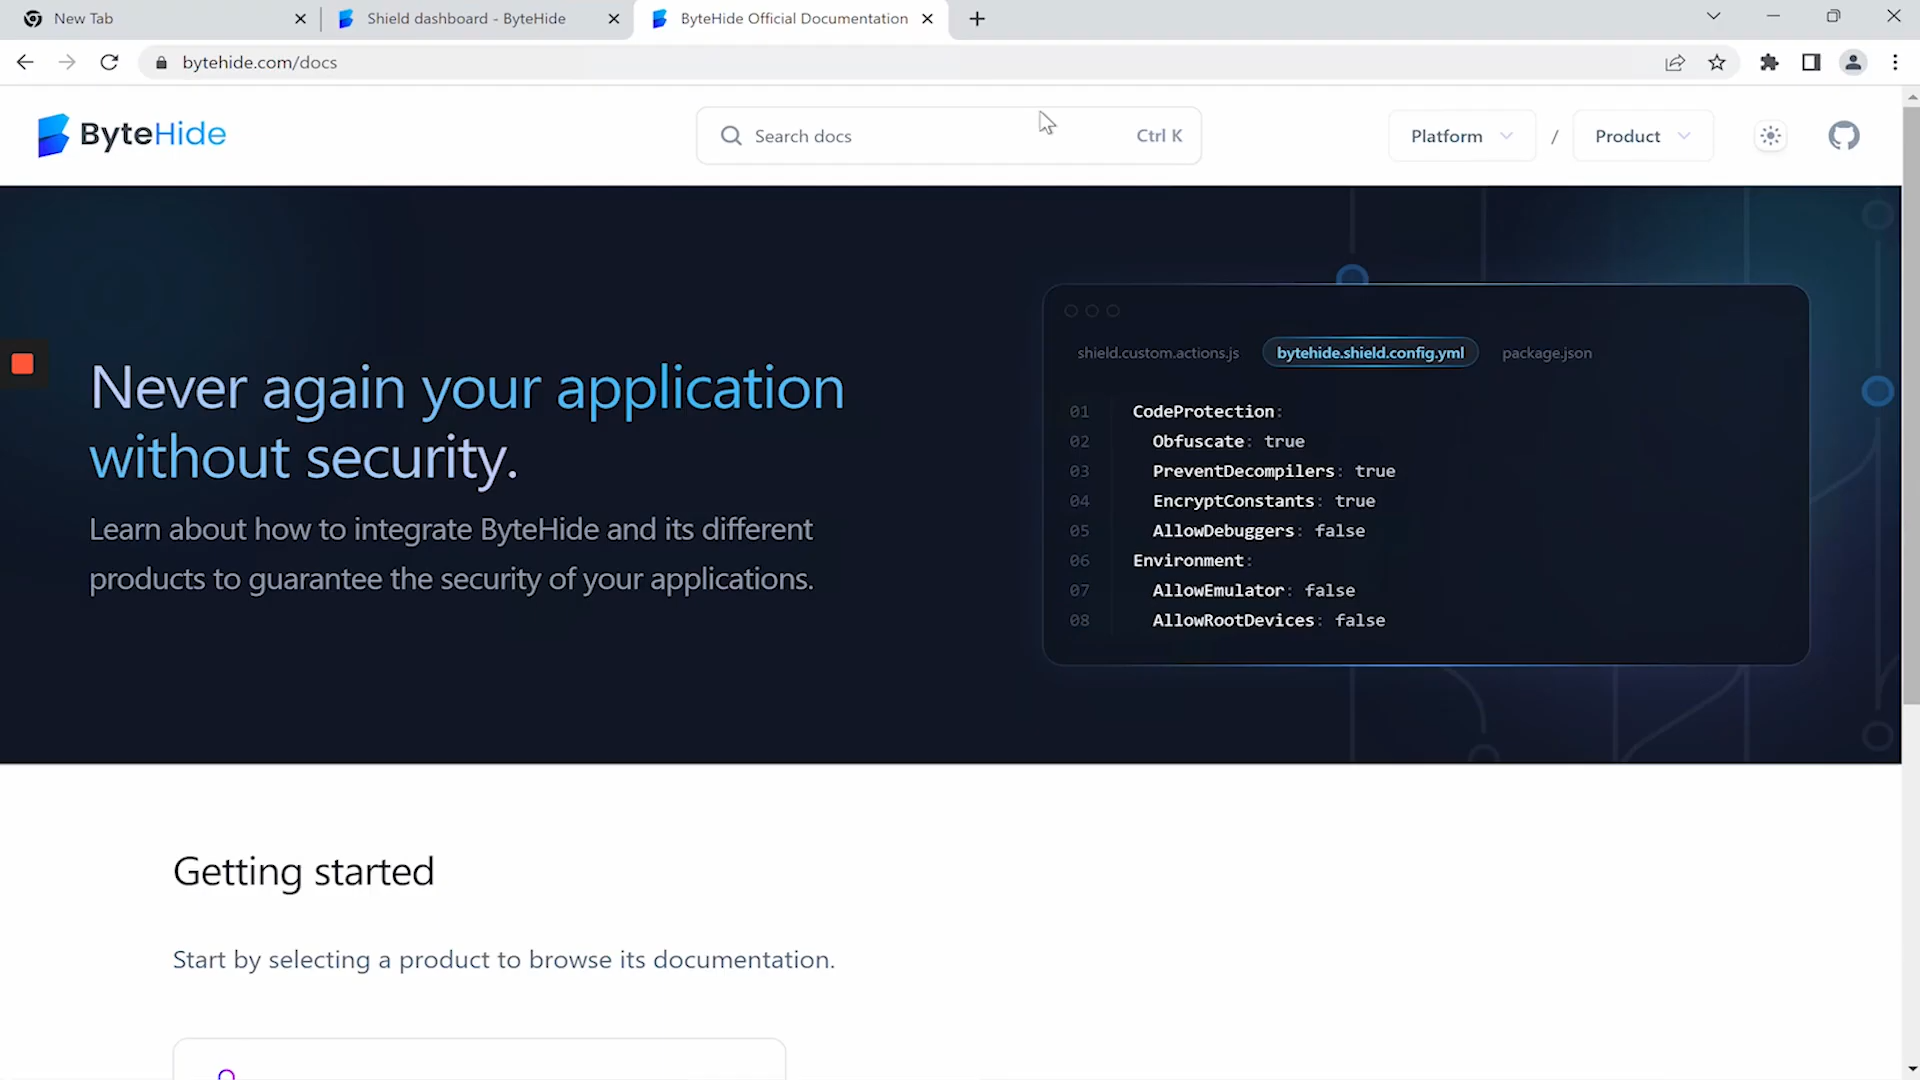 New Tab
Shield dashboard - ByteHide
ByteHide Official Documentation
bytehide.com/docs
ByteHide
Search docs
Ctrl K
Platform
/
Product
Never again your application
without security.
Learn about how to integrate ByteHide and its different
products to guarantee the security of your applications.
shield.custom.actions.js
bytehide.shield.config.yml
package.json
01 CodeProtection:
02 Obfuscate: true
03 PreventDecompilers: true
04 EncryptConstants: true
05 AllowDebuggers: false
06 Environment:
07 AllowEmulator: false
08 AllowRootDevices: false
Getting started
Start by selecting a product to browse its documentation.